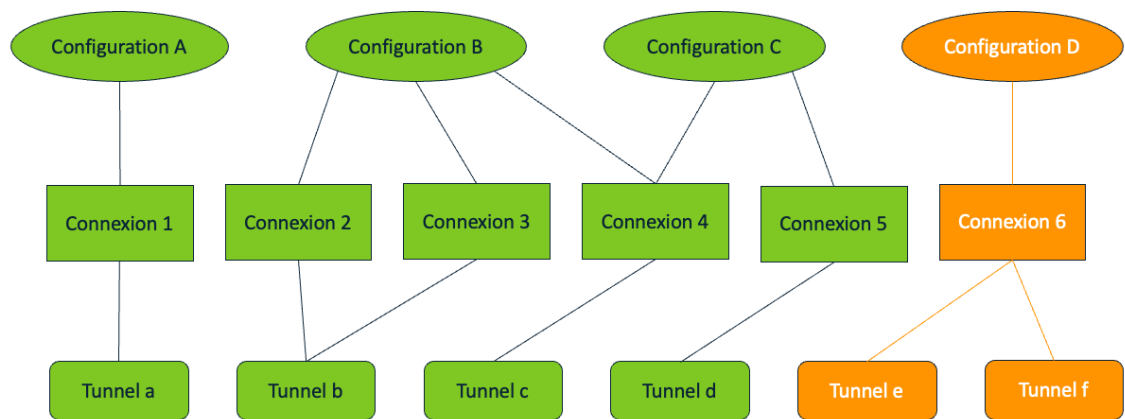 Configuration A
Configuration B
Configuration C
Configuration D
Connexion 1
Connexion 2
Connexion 3
Connexion 4
Connexion 5
Connexion 6
Tunnel a
Tunnel b
Tunnel c
Tunnel d
Tunnel e
Tunnel f